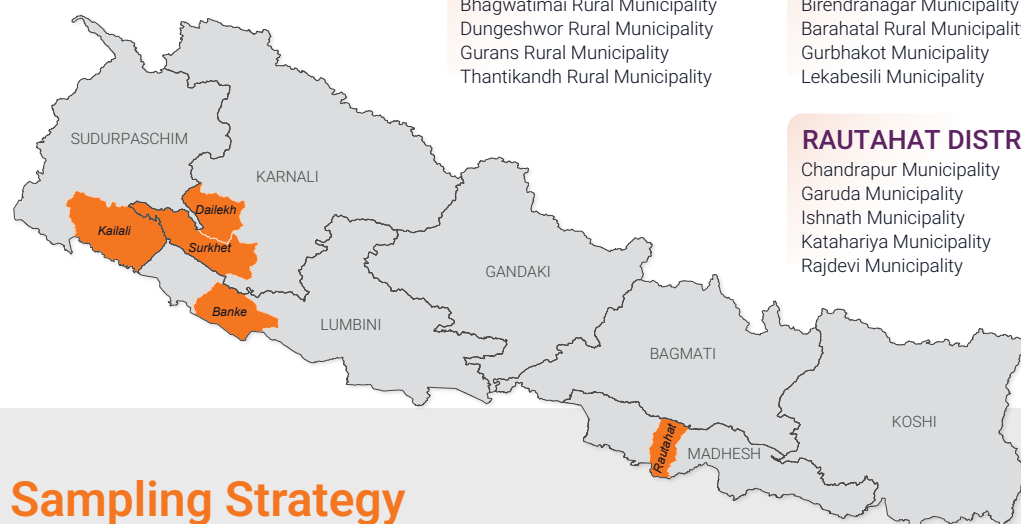 Bhagwatimai Rural Municipality
Dungeshwor Rural Municipality
Gurans Rural Municipality
Thantikandh Rural Municipality
Birendranagar Municipality
Barahatal Rural Municipality
Gurbhakot Municipality
Lekabesili Municipality
RAUTAHAT DISTR
Chandrapur Municipality
Garuda Municipality
Ishnath Municipality
Katahariya Municipality
Rajdevi Municipality
SUDURPASCHIM
KARNALI
Dailekh
Kailali
Surkhet
GANDAKI
Banke
LUMBINI
BAGMATI
KOSHI
Rautahat
MADHESH
Sampling Strategy